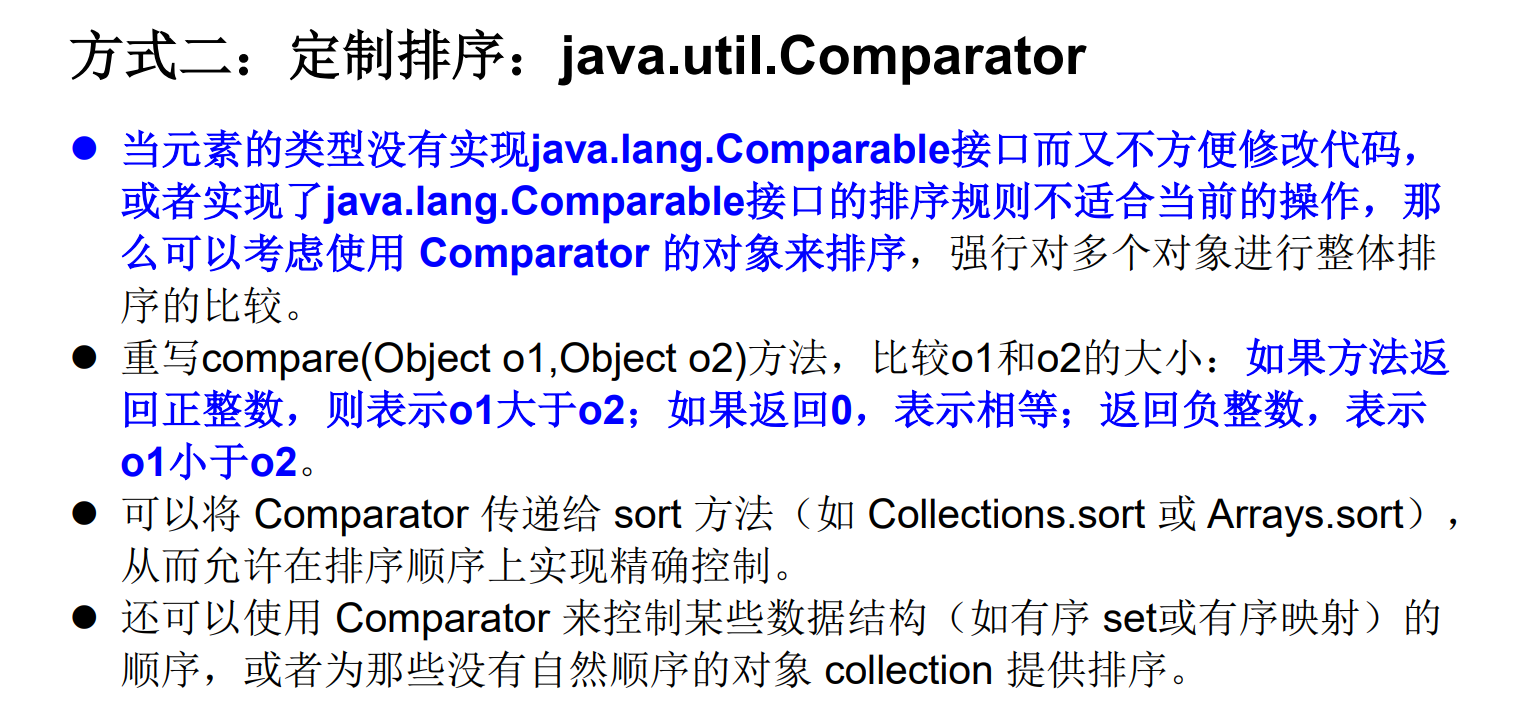 方式二：定制排序：java.util.Comparator
● 当元素的类型没有实现java.lang.Comparable接口而又不方便修改代码，
或者实现了java.lang.Comparable接口的排序规则不适合当前的操作，那
么可以考虑使用 Comparator 的对象来排序，强行对多个对象进行整体排
序的比较。
● 重写compare(Object o1,Object o2)方法，比较o1和o2的大小：如果方法返
回正整数，则表示o1大于o2；如果返回0，表示相等；返回负整数，表示
o1小于o2。
● 可以将 Comparator 传递给 sort 方法（如 Collections.sort 或 Arrays.sort），
从而允许在排序顺序上实现精确控制。
● 还可以使用 Comparator 来控制某些数据结构（如有序 set或有序映射）的
顺序，或者为那些没有自然顺序的对象 collection 提供排序。